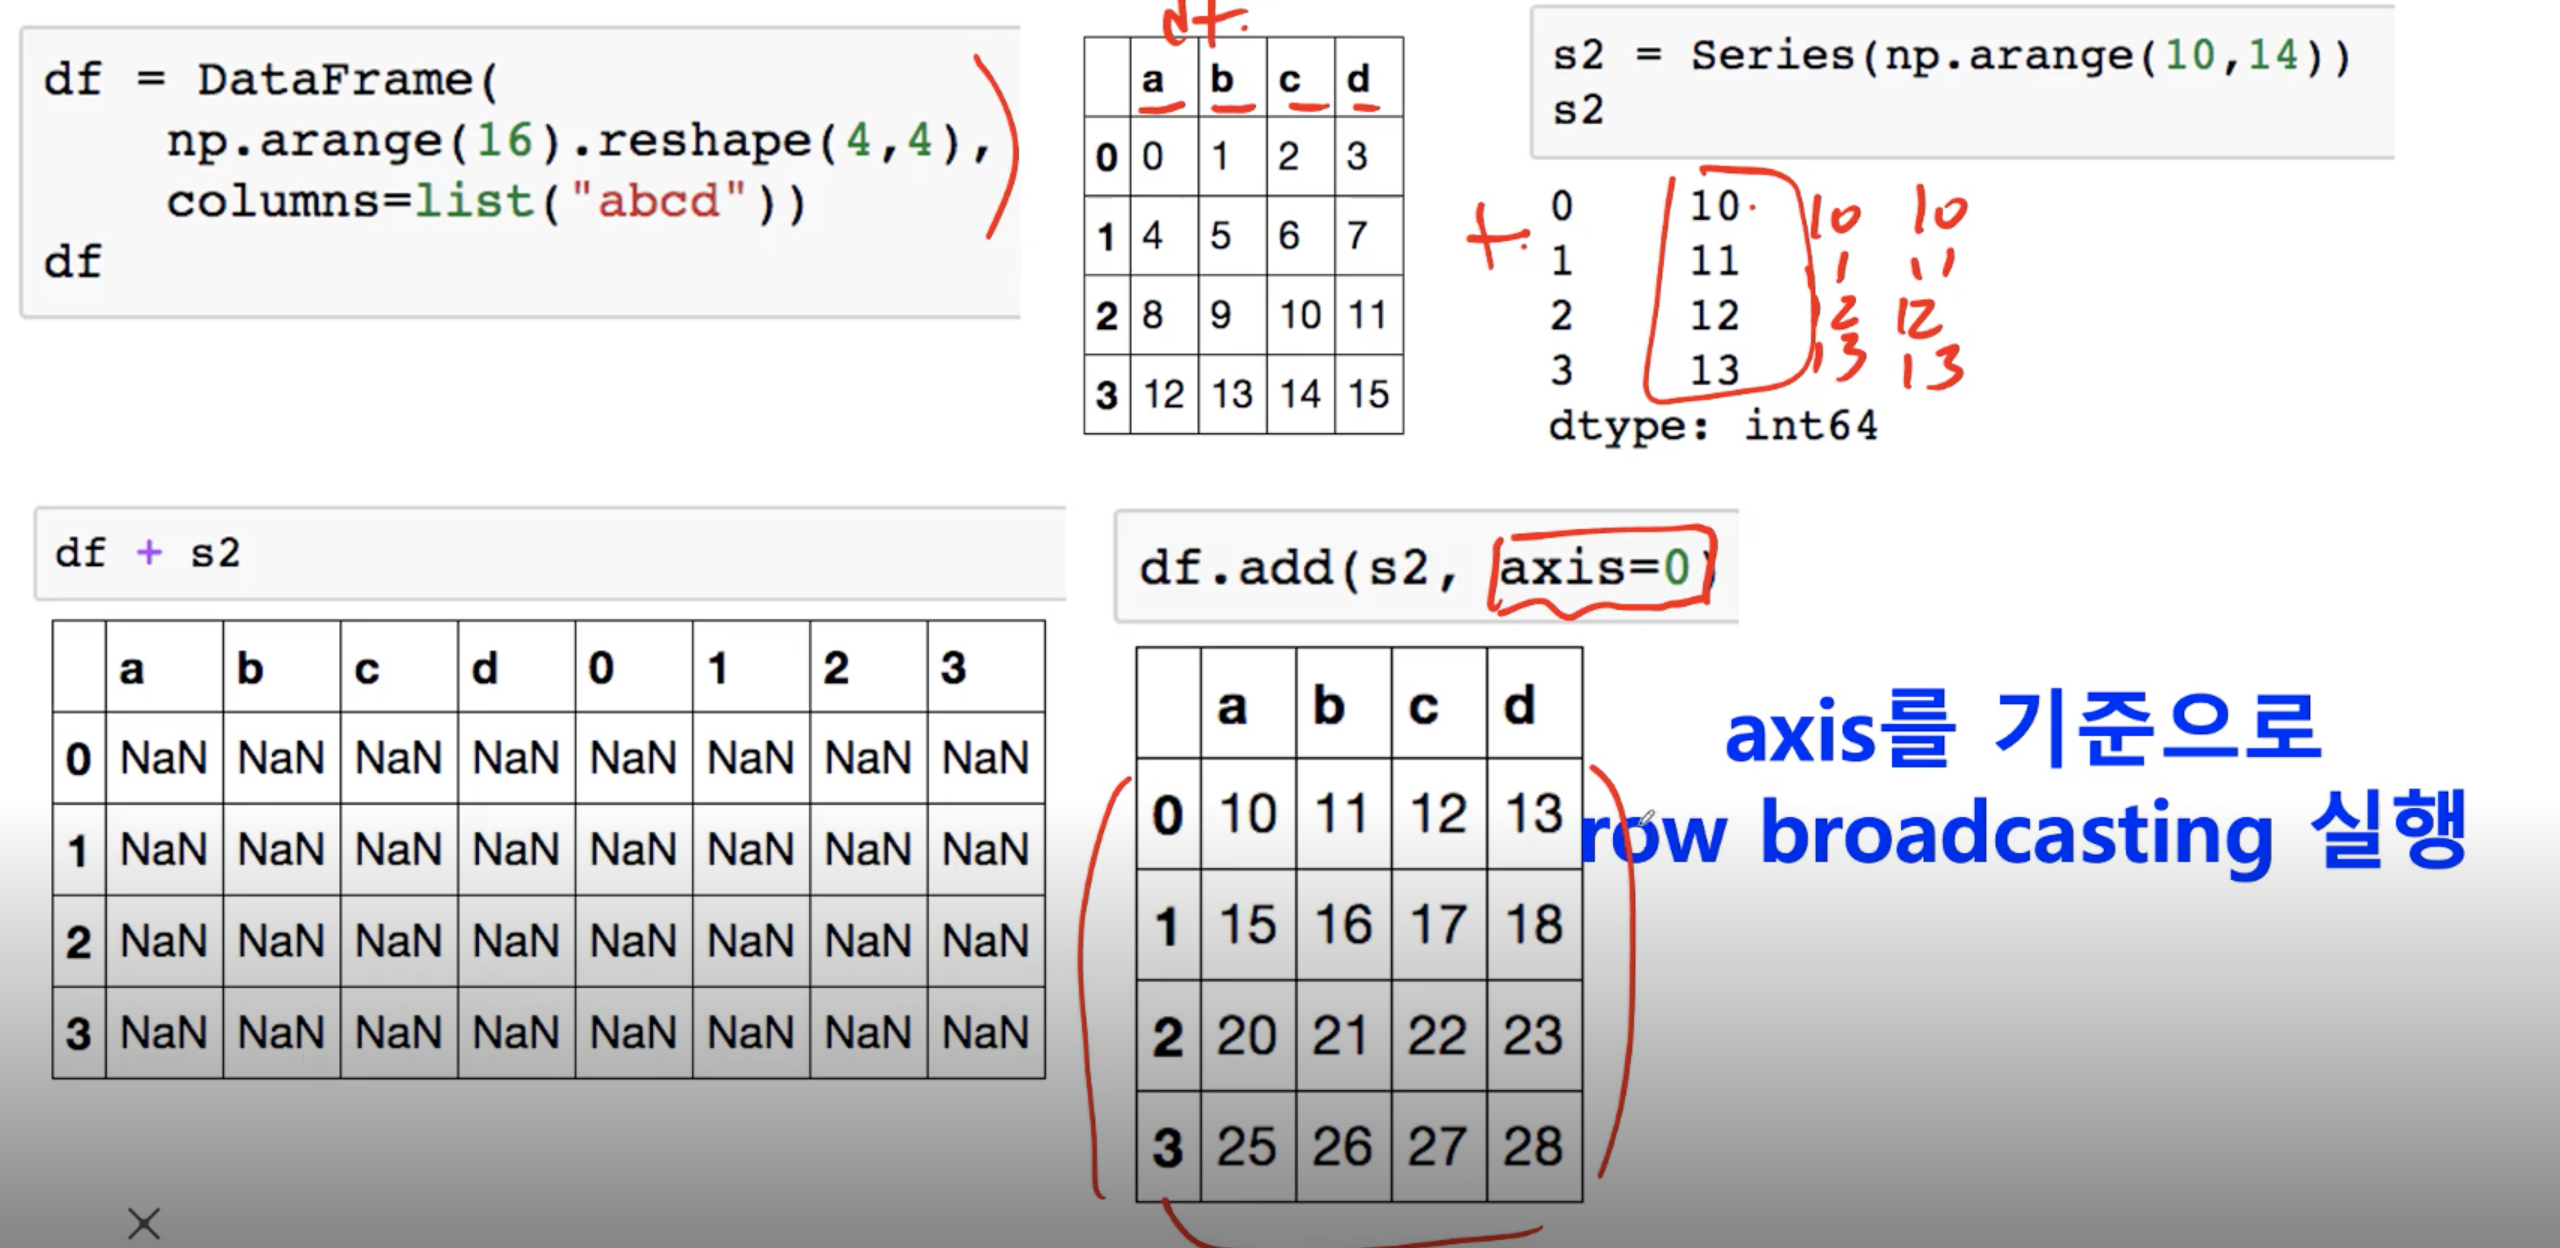 df = DataFrame(
np.arange(16).reshape(4,4),
columns=list("abcd"))
df
df.
a b c d
0 0 1 2 3
1 4 5 6 7
2 8 9 10 11
3 12 13 14 15
+
s2 = Series(np.arange(10,14))
s2
0 10 10 10
1 11 11 11
2 12 12 12
3 13 13 13
dtype: int64
df + s2
a b c d 0 1 2 3
0 NaN NaN NaN NaN NaN NaN NaN NaN
1 NaN NaN NaN NaN NaN NaN NaN NaN
2 NaN NaN NaN NaN NaN NaN NaN NaN
3 NaN NaN NaN NaN NaN NaN NaN NaN
df.add(s2, axis=0)
a b c d
0 10 11 12 13
1 15 16 17 18
2 20 21 22 23
3 25 26 27 28
axis를 기준으로
row broadcasting 실행